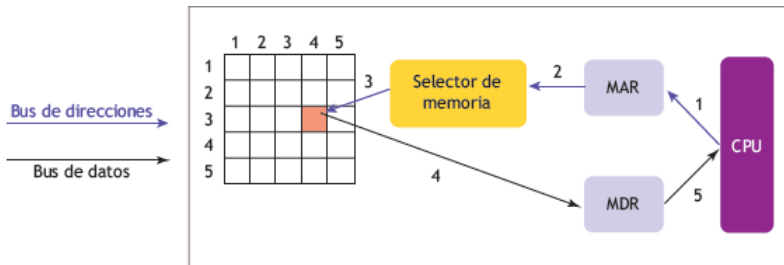 1 2 3 4 5
1
2
3
4
5
Bus de direcciones
Bus de datos
3
Selector de
memoria
2
MAR
1
CPU
4
MDR
5